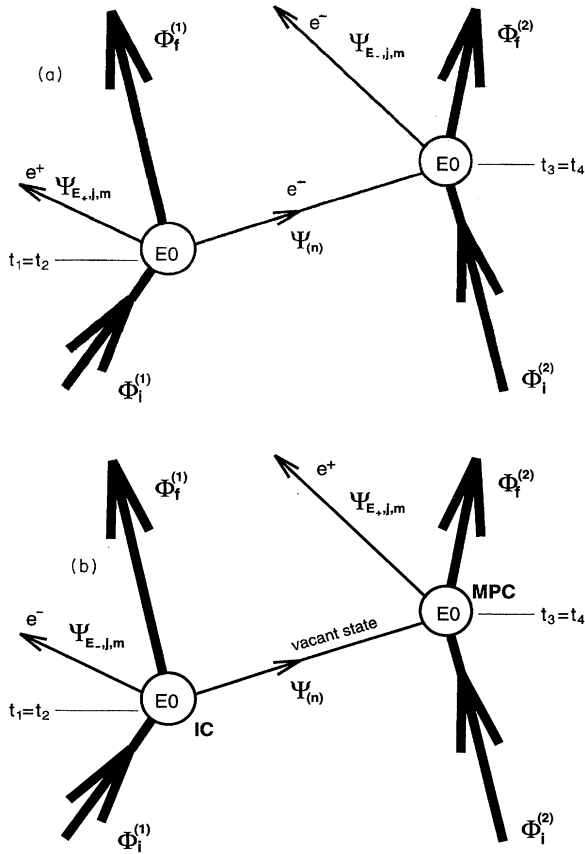 Φf(1)
e− ΨE−,j,m
Φf(2)
(a)
e+ ΨE+,j,m
E0
t3=t4
e−
Ψ(n)
E0
t1=t2
Φi(1)
Φi(2)
Φf(1)
e+ ΨE+,j,m
Φf(2)
(b)
MPC
e− ΨE−,j,m
E0
t3=t4
vacant state
Ψ(n)
E0
t1=t2
IC
Φi(1)
Φi(2)